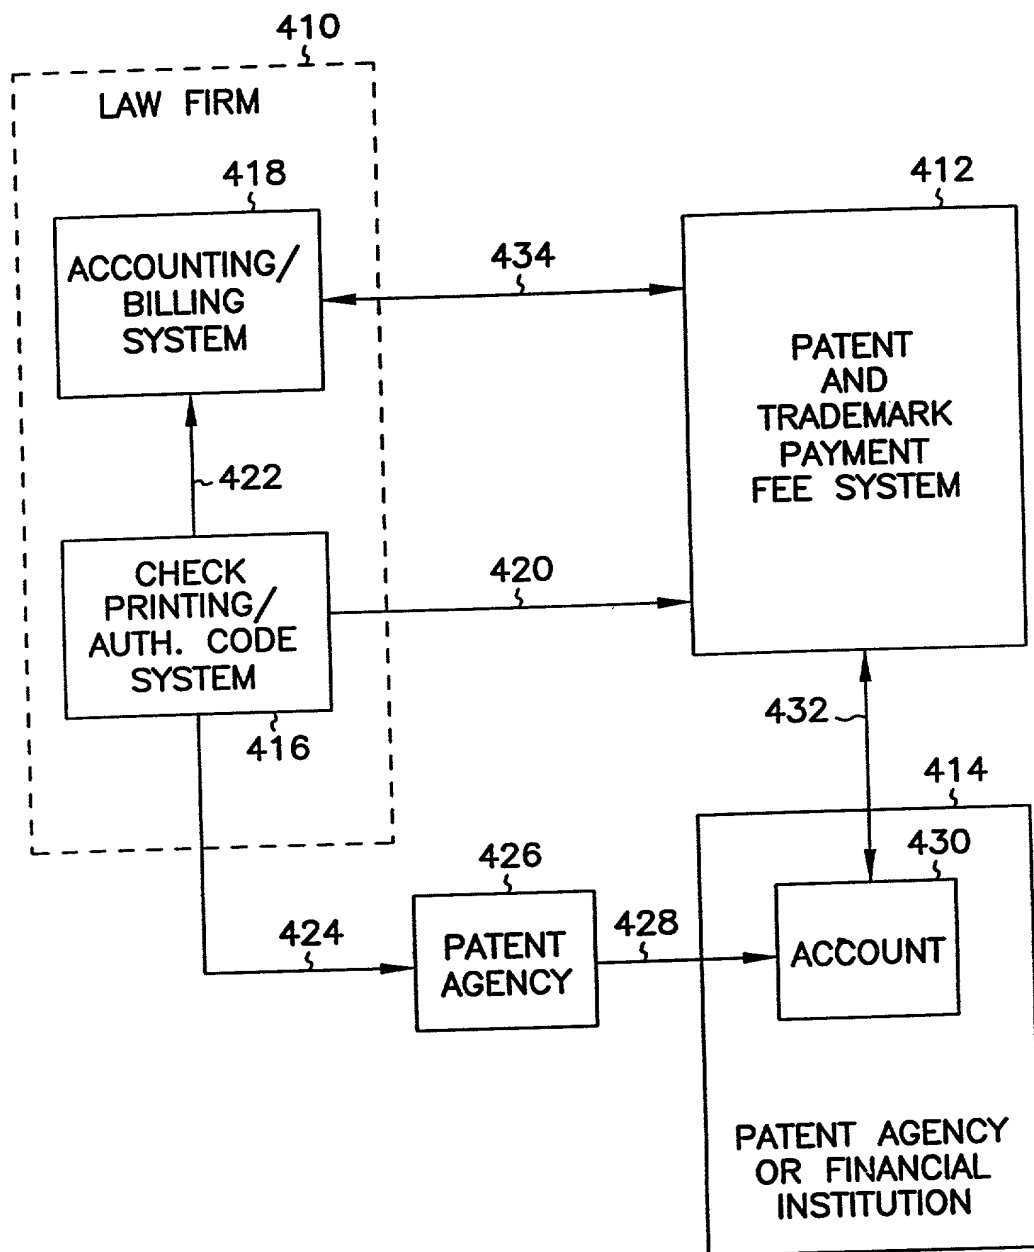 410
LAW FIRM
418
ACCOUNTING/
BILLING
SYSTEM
434
412
PATENT
AND
TRADEMARK
PAYMENT
FEE SYSTEM
422
CHECK
PRINTING/
AUTH. CODE
SYSTEM
420
416
432
414
426
430
424
PATENT
AGENCY
428
ACCOUNT
PATENT AGENCY
OR FINANCIAL
INSTITUTION